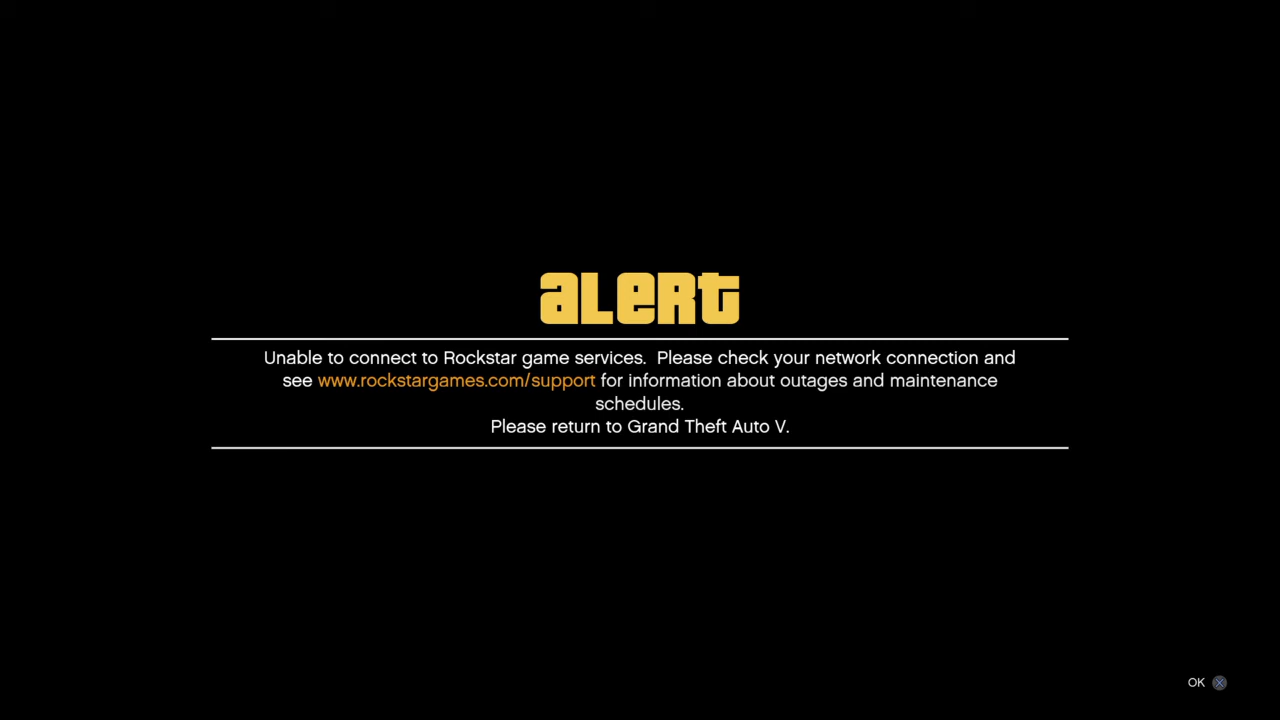 alert
Unable to connect to Rockstar game services.  Please check your network connection and
see www.rockstargames.com/support for information about outages and maintenance
schedules.
Please return to Grand Theft Auto V.
OK